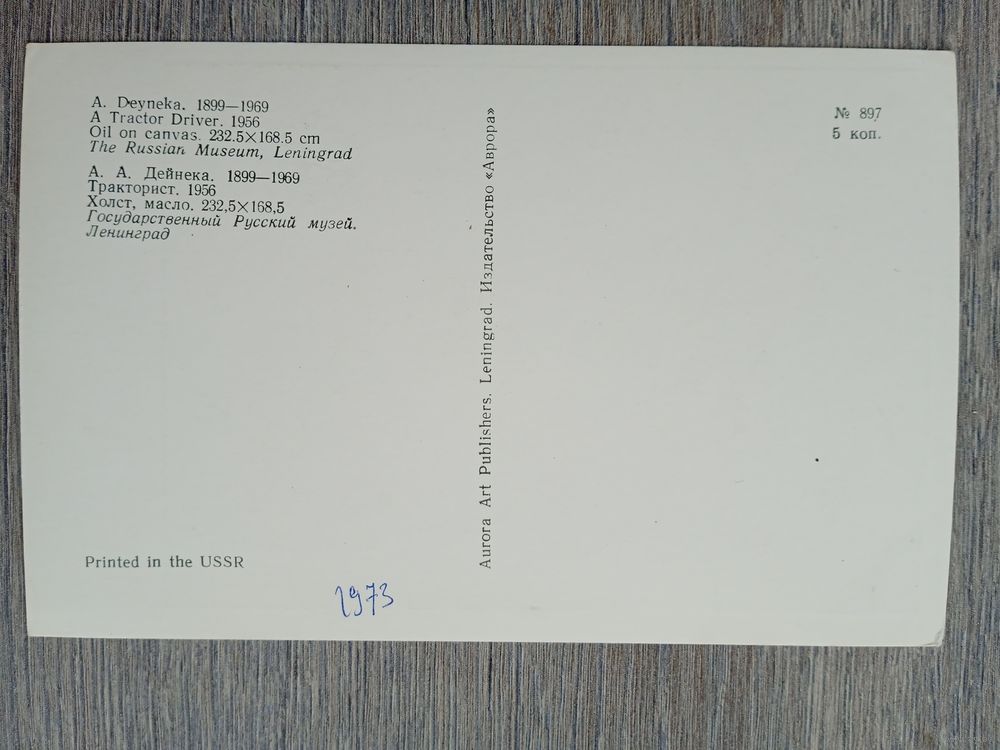 A. Deyneka. 1899—1969
A Tractor Driver. 1956
Oil on canvas. 232.5×168.5 cm
The Russian Museum, Leningrad
А. А. Дейнека. 1899—1969
Тракторист. 1956
Холст, масло. 232,5×168,5
Государственный Русский музей.
Ленинград
Printed in the USSR
1973
Aurora Art Publishers. Leningrad. Издательство «Аврора»
№ 897
5 коп.